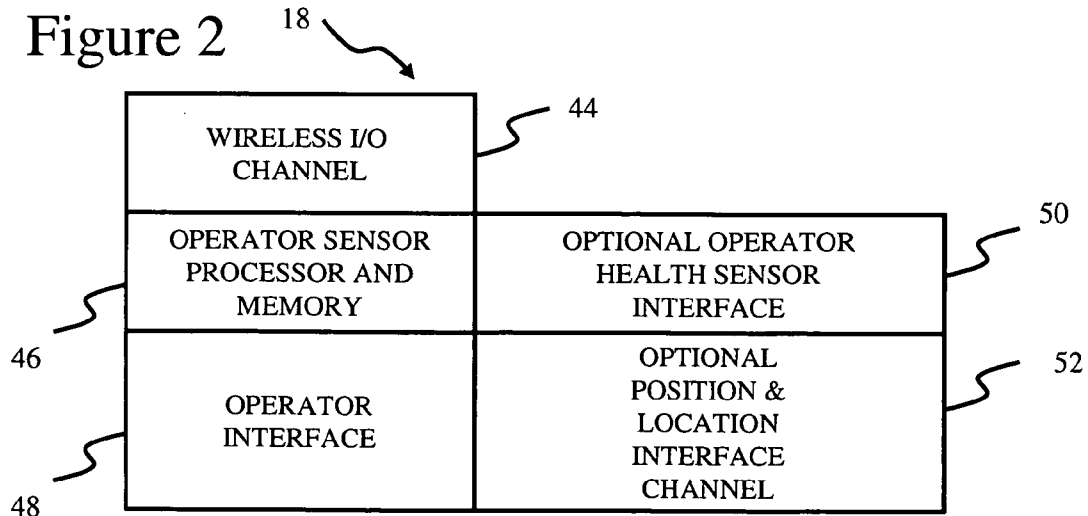 Figure 2
18
WIRELESS I/O
CHANNEL
44
OPERATOR SENSOR
PROCESSOR AND
MEMORY
OPTIONAL OPERATOR
HEALTH SENSOR
INTERFACE
50
46
OPERATOR
INTERFACE
OPTIONAL
POSITION &
LOCATION
INTERFACE
CHANNEL
52
48